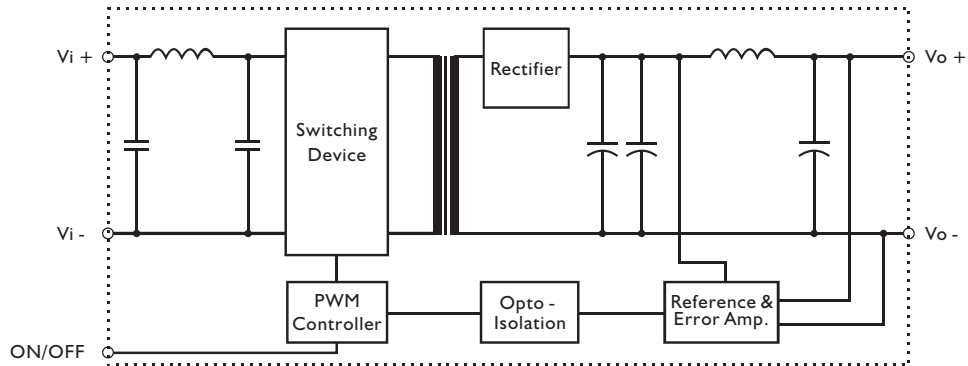 Vi +
Vo +
Rectifier
Switching
Device
Vi -
Vo -
PWM
Controller
Opto -
Isolation
Reference &
Error Amp.
ON/OFF